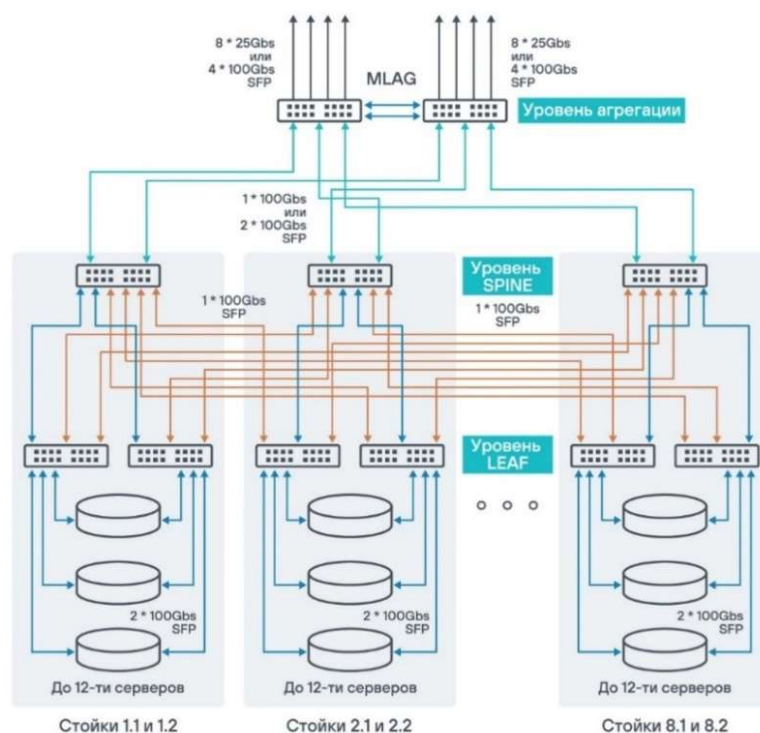 8 * 25Gbs
или
4 * 100Gbs
SFP
MLAG
8 * 25Gbs
или
4 * 100Gbs
SFP
Уровень агрегации
1 * 100Gbs
или
2 * 100Gbs
SFP
Уровень
SPINE
1 * 100Gbs
SFP
1 * 100Gbs
SFP
Уровень
LEAF
2 * 100Gbs
SFP
2 * 100Gbs
SFP
2 * 100Gbs
SFP
До 12-ти серверов
До 12-ти серверов
До 12-ти серверов
Стойки 1.1 и 1.2
Стойки 2.1 и 2.2
Стойки 8.1 и 8.2